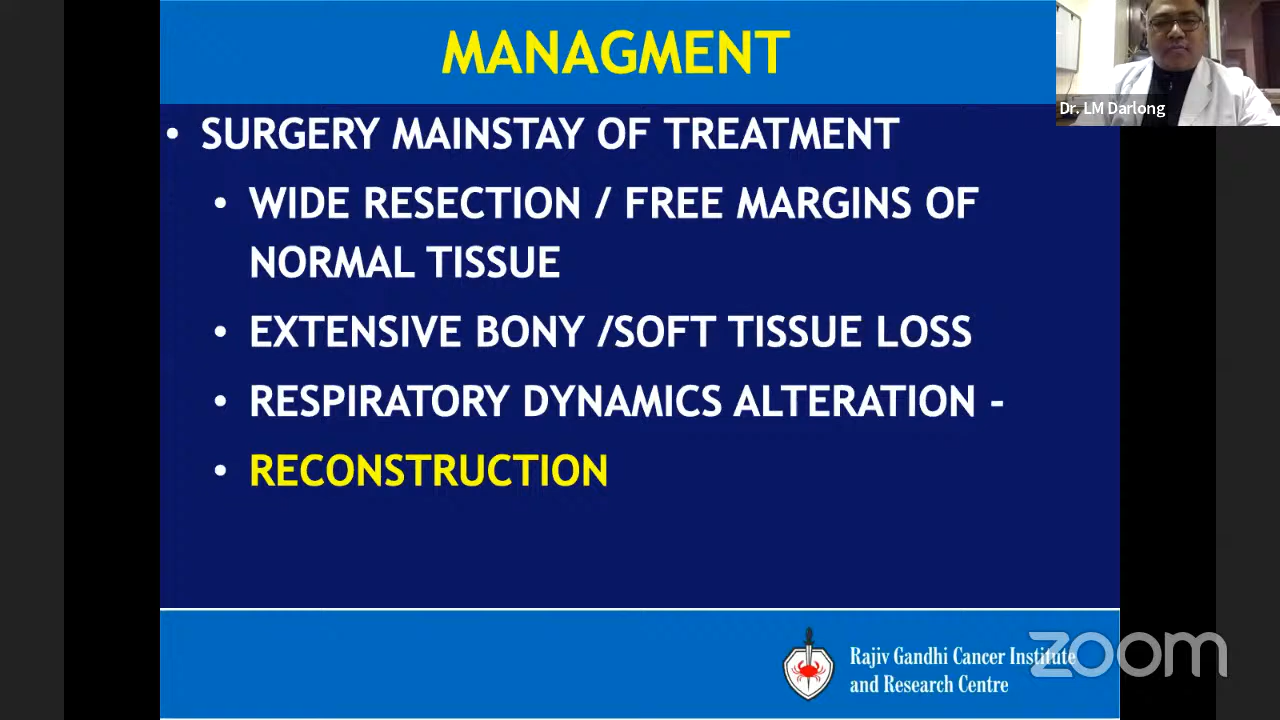 MANAGMENT
Dr. LM Darlong
• SURGERY MAINSTAY OF TREATMENT
• WIDE RESECTION / FREE MARGINS OF
NORMAL TISSUE
• EXTENSIVE BONY /SOFT TISSUE LOSS
• RESPIRATORY DYNAMICS ALTERATION -
• RECONSTRUCTION
Rajiv Gandhi Cancer Institute
and Research Centre
zoom